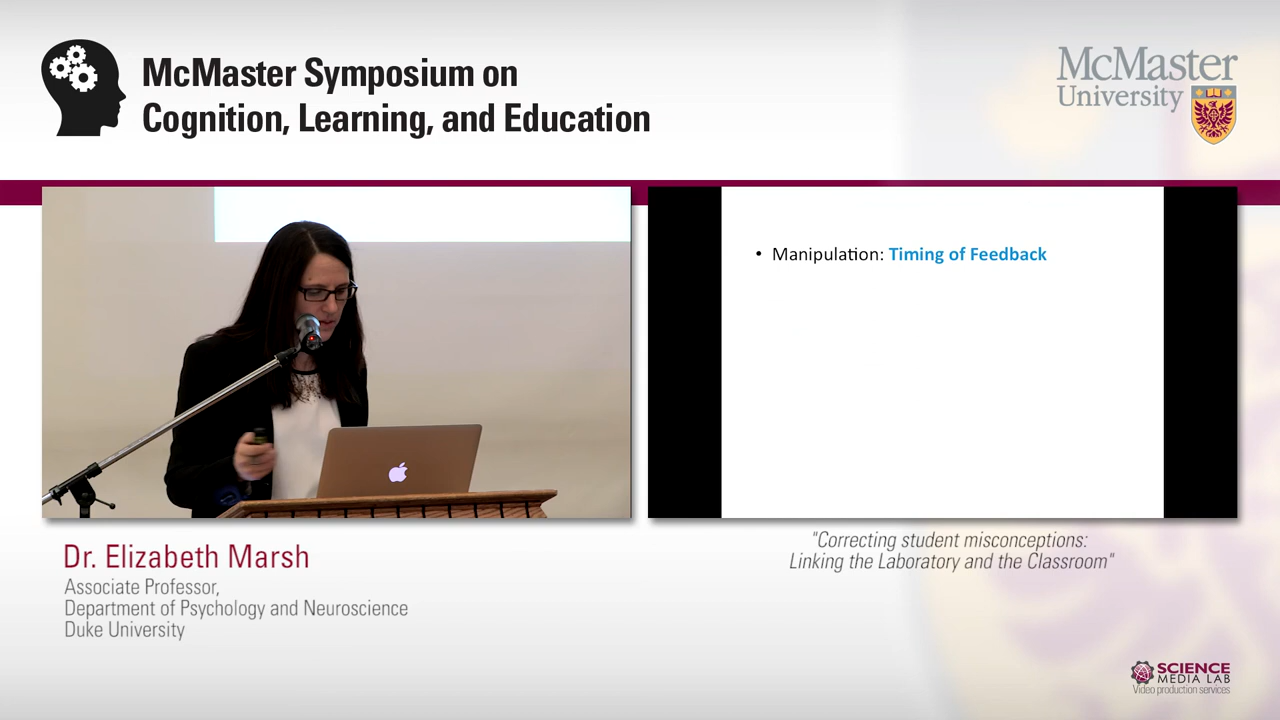 McMaster Symposium on
Cognition, Learning, and Education
McMaster
University
• Manipulation: Timing of Feedback
Dr. Elizabeth Marsh
Associate Professor,
Department of Psychology and Neuroscience
Duke University
"Correcting student misconceptions:
Linking the Laboratory and the Classroom"
SCIENCE
MEDIA LAB
Video production services